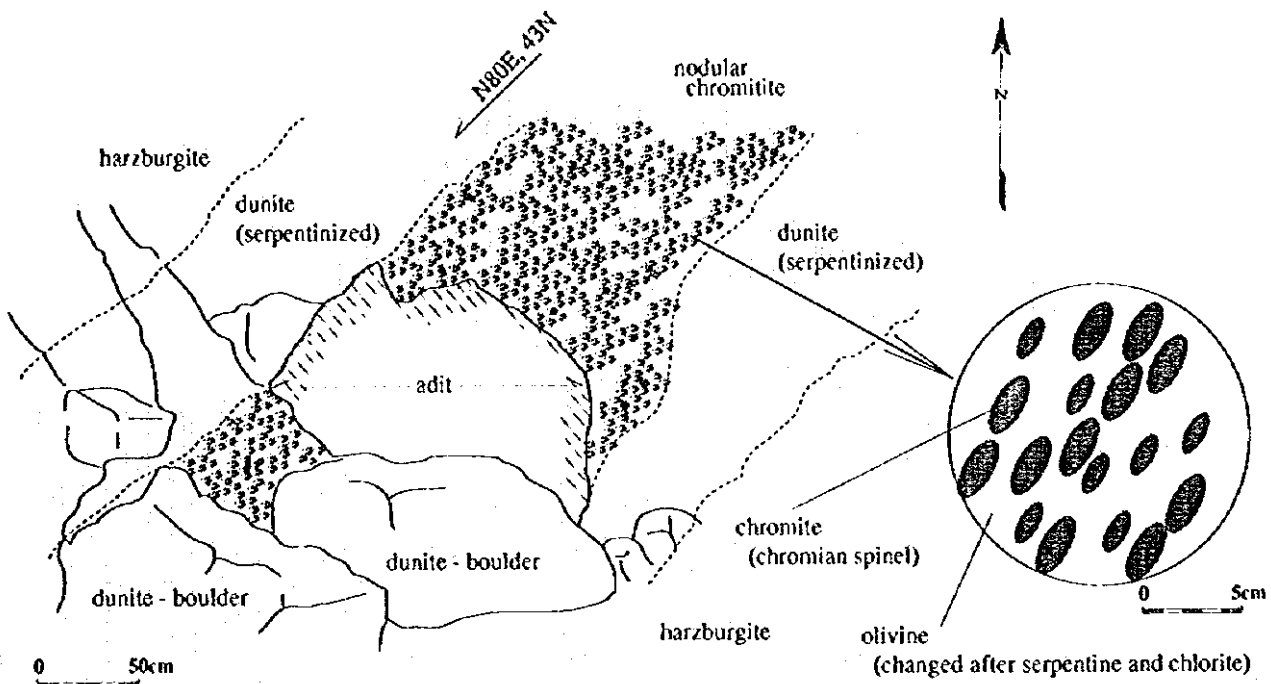 N80E, 43N
nodular
chromitite
N
harzburgite
dunite
(serpentinized)
dunite
(serpentinized)
adit
chromite
(chromian spinel)
dunite - boulder
dunite - boulder
harzburgite
olivine
(changed after serpentine and chlorite)
0 5cm
0 50cm